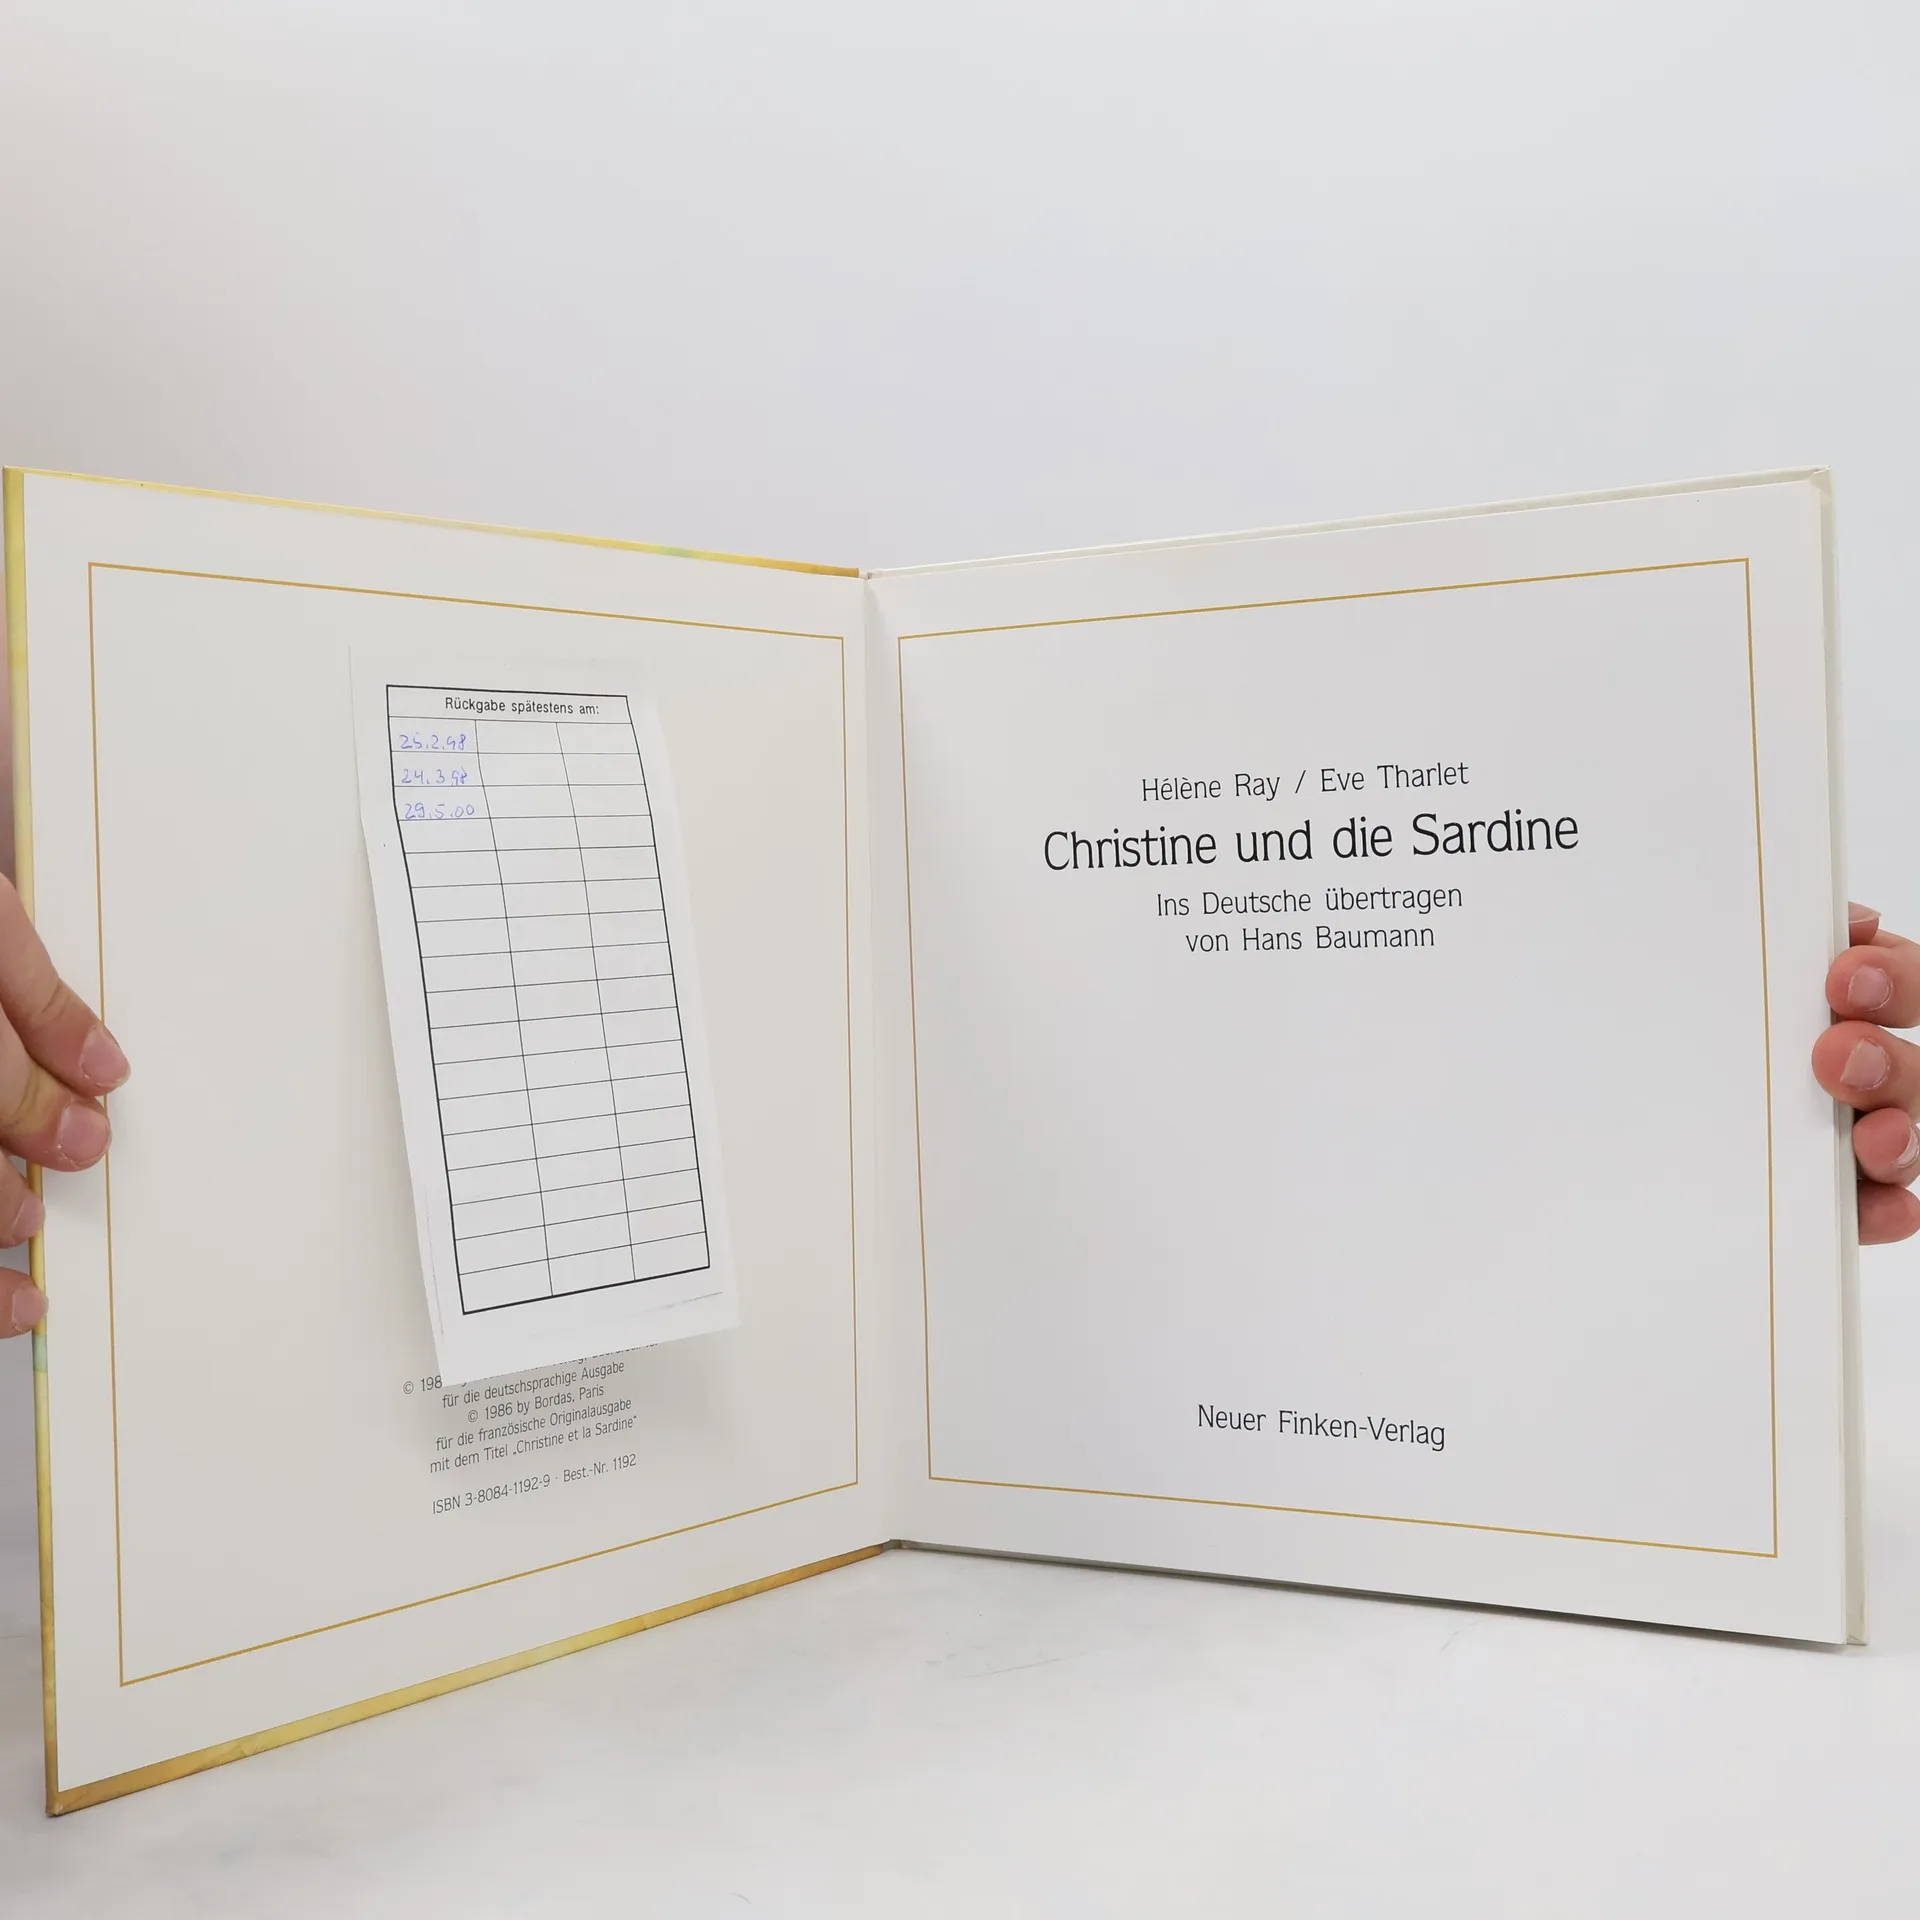 Rückgabe spätestens am:
25.2.98
24.3.98
29.5.00
© 198
für die deutschsprachige Ausgabe
© 1986 by Bordas, Paris
für die französische Originalausgabe
mit dem Titel „Christine et la Sardine“
ISBN 3-8084-1192-9 · Best.-Nr. 1192
Hélène Ray / Eve Tharlet
Christine und die Sardine
Ins Deutsche übertragen
von Hans Baumann
Neuer Finken-Verlag